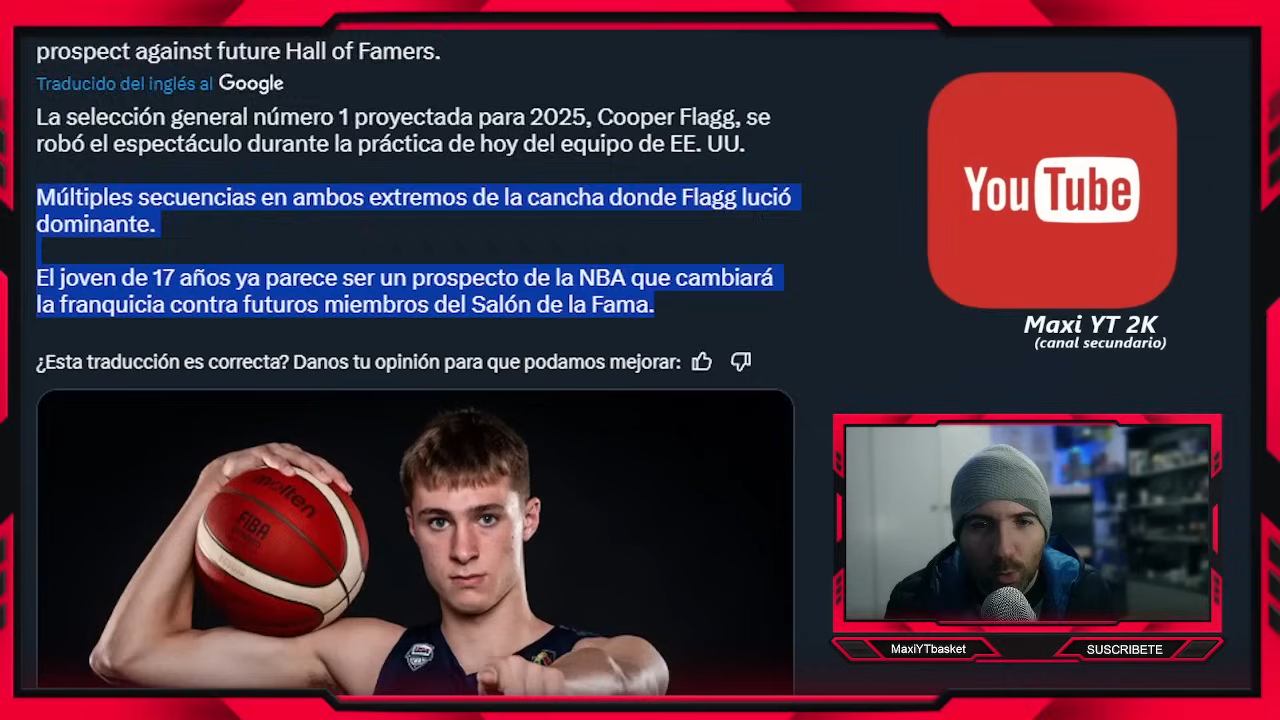 prospect against future Hall of Famers.
Traducido del inglés al Google
La selección general número 1 proyectada para 2025, Cooper Flagg, se
robó el espectáculo durante la práctica de hoy del equipo de EE. UU.
Múltiples secuencias en ambos extremos de la cancha donde Flagg lució
dominante.
El joven de 17 años ya parece ser un prospecto de la NBA que cambiará
la franquicia contra futuros miembros del Salón de la Fama.
¿Esta traducción es correcta? Danos tu opinión para que podamos mejorar:
molten
FIBA
YouTube
Maxi YT 2K
(canal secundario)
MaxiYTbasket
SUSCRIBETE